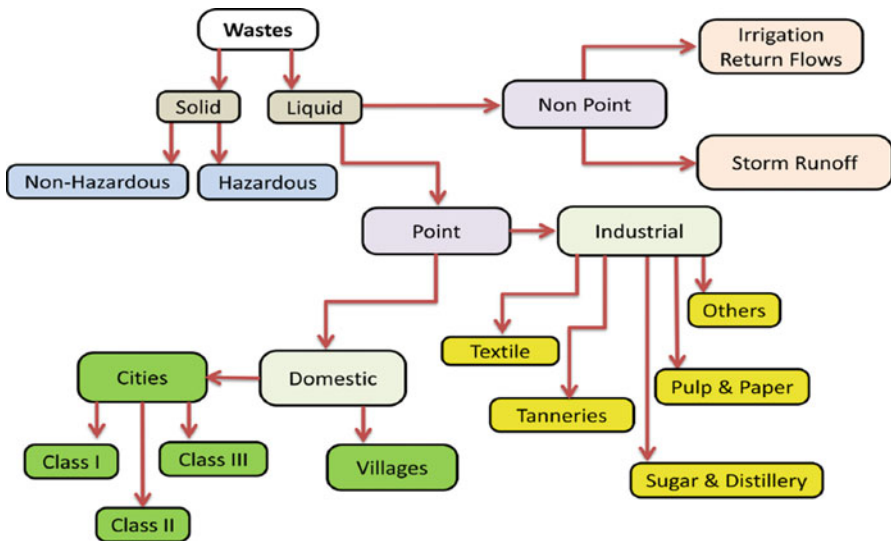 Wastes
Irrigation
Return Flows
Solid
Liquid
Non Point
Non-Hazardous
Hazardous
Storm Runoff
Point
Industrial
Others
Textile
Cities
Domestic
Pulp & Paper
Tanneries
Class I
Class III
Villages
Sugar & Distillery
Class II